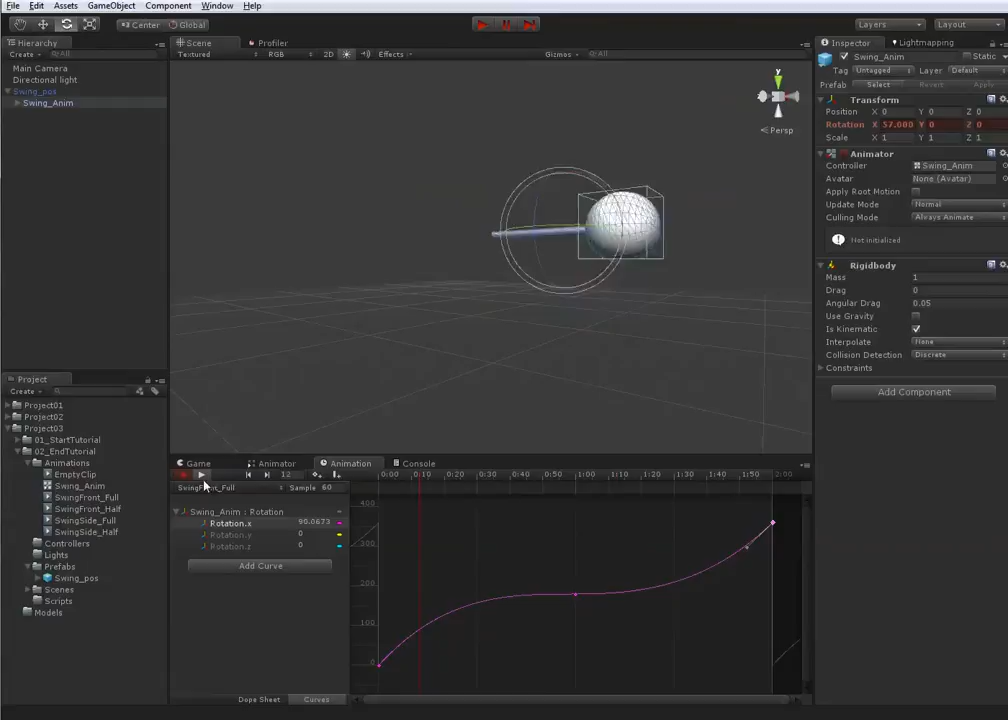 File Edit Assets GameObject Component Window Help
Center Global Layers Layout
Hierarchy Scene Profiler Inspector Lightmapping
Create All Textured RGB 2D Effects Gizmos All Swing_Anim Static
Main Camera Tag Untagged Layer Default
Directional light Prefab Select Revert Apply
Swing_pos Transform
Swing_Anim Position X 0 Y 0 Z 0
Rotation X 57.000 Y 0 Z 0
Scale X 1 Y 1 Z 1
y
Persp
Animator
Controller Swing_Anim
Avatar None (Avatar)
Apply Root Motion
Update Mode Normal
Culling Mode Always Animate
Not initialized
Rigidbody
Mass 1
Drag 0
Angular Drag 0.05
Use Gravity
Is Kinematic
Interpolate None
Collision Detection Discrete
Constraints
Add Component
Project
Create
Project01
Project02
Project03
01_StartTutorial
02_EndTutorial
Animations
EmptyClip
Swing_Anim
SwingFront_Full
SwingFront_Half
SwingSide_Full
SwingSide_Half
Controllers
Lights
Prefabs
Swing_pos
Scenes
Scripts
Models
Game Animator Animation Console
12 0:00 0:10 0:20 0:30 0:40 0:50 1:00 1:10 1:20 1:30 1:40 1:50 2:00
Sample 60
Swing_Anim : Rotation
Rotation.x 90.0673
Rotation.y 0
Rotation.z 0
Add Curve
400
300
200
100
0
Dope Sheet Curves